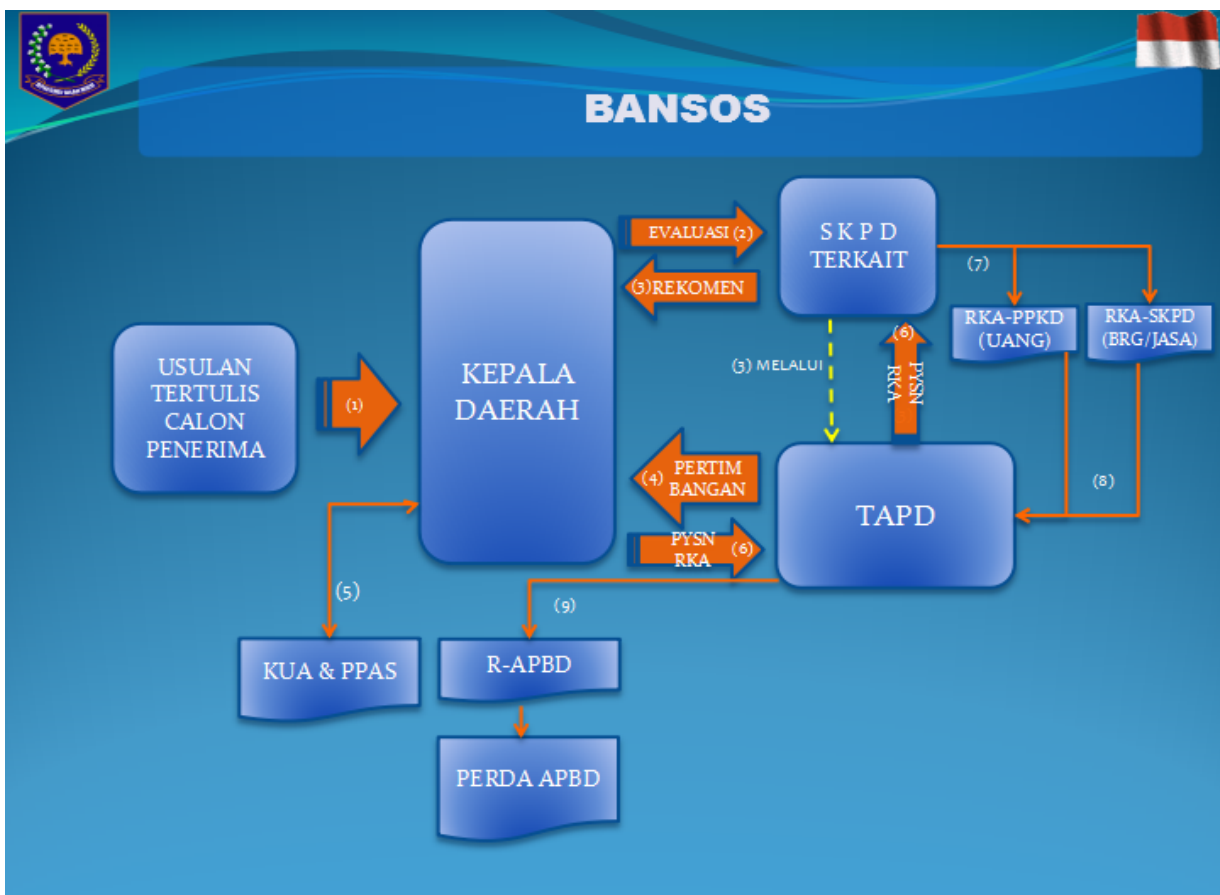 BANSOS
USULAN
TERTULIS
CALON
PENERIMA
(1)
KEPALA
DAERAH
EVALUASI (2)
(3)REKOMEN
S K P D
TERKAIT
(7)
RKA-PPKD
(UANG)
RKA-SKPD
(BRG/JASA)
(3) MELALUI
(6)
PYSN
RKA
(4) PERTIM
BANGAN
PYSN
RKA (6)
TAPD
(8)
(5)
(9)
KUA & PPAS
R-APBD
PERDA APBD